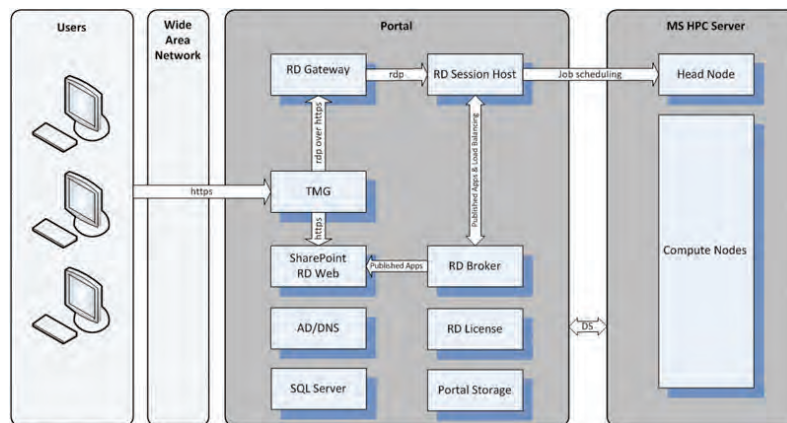 Users
Wide
Area
Network
Portal
MS HPC Server
RD Gateway
rdp
RD Session Host
Job scheduling
Head Node
rdp over https
Published Apps & Load Balancing
https
TMG
https
SharePoint
RD Web
Published Apps
RD Broker
Compute Nodes
AD/DNS
RD License
DS
SQL Server
Portal Storage